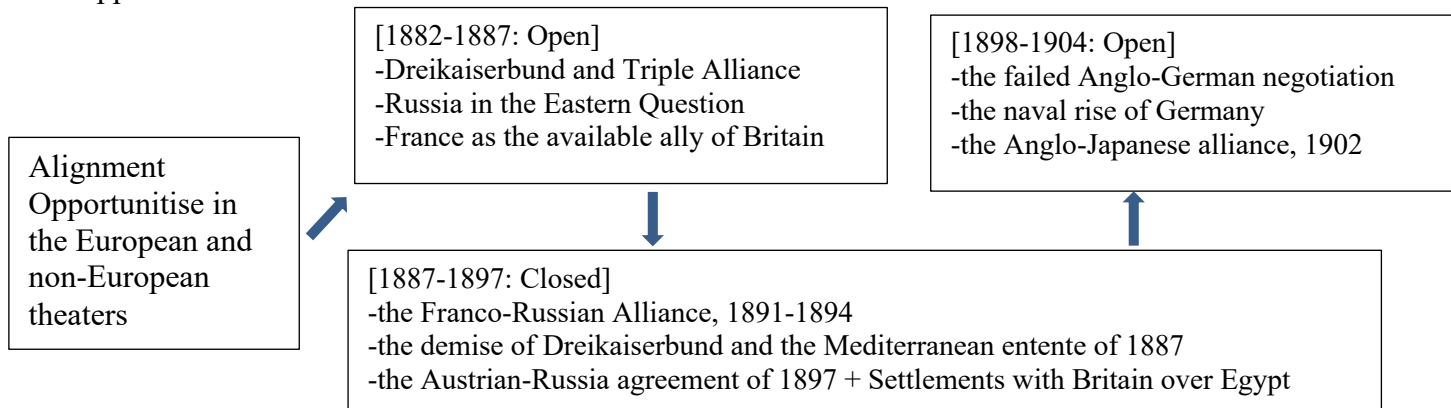 Alignment
Opportunitise in
the European and
non-European
theaters
[1882-1887: Open]
-Dreikaiserbund and Triple Alliance
-Russia in the Eastern Question
-France as the available ally of Britain
[1887-1897: Closed]
-the Franco-Russian Alliance, 1891-1894
-the demise of Dreikaiserbund and the Mediterranean entente of 1887
-the Austrian-Russia agreement of 1897 + Settlements with Britain over Egypt
[1898-1904: Open]
-the failed Anglo-German negotiation
-the naval rise of Germany
-the Anglo-Japanese alliance, 1902